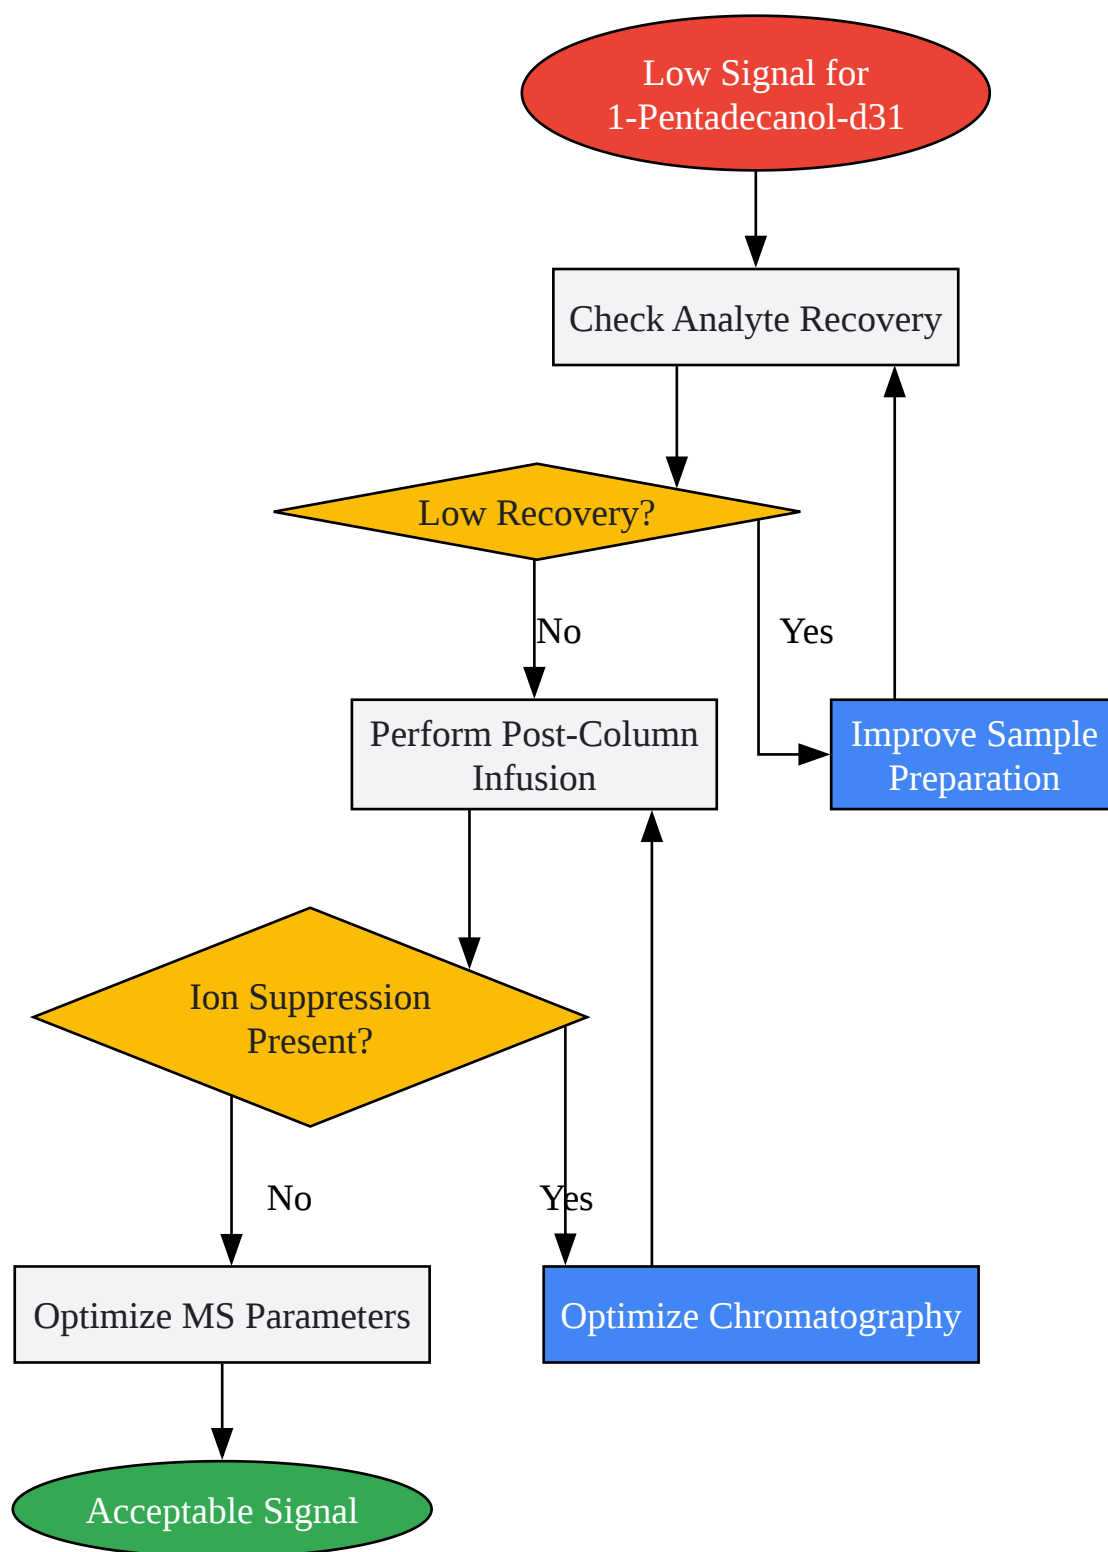 Low Signal for
1-Pentadecanol-d31
Check Analyte Recovery
Low Recovery?
No
Yes
Perform Post-Column
Infusion
Improve Sample
Preparation
Ion Suppression
Present?
No
Yes
Optimize MS Parameters
Optimize Chromatography
Acceptable Signal